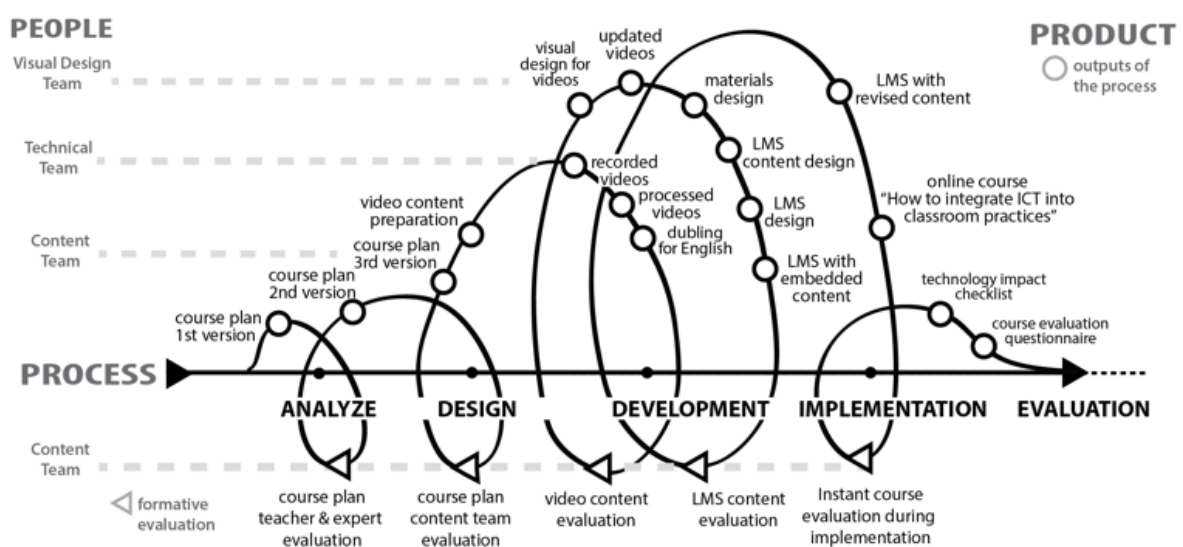 PEOPLE
Visual Design
Team
Technical
Team
Content
Team
PROCESS
Content
Team
formative
evaluation
PRODUCT
outputs of
the process
course plan
1st version
course plan
2nd version
course plan
3rd version
video content
preparation
recorded
videos
processed
videos
dubling
for English
visual
design for
videos
updated
videos
materials
design
LMS
content design
LMS
design
LMS with
embedded
content
LMS with
revised content
online course
"How to integrate ICT into
classroom practices"
technology impact
checklist
course evaluation
questionnaire
ANALYZE
DESIGN
DEVELOPMENT
IMPLEMENTATION
EVALUATION
course plan
teacher & expert
evaluation
course plan
content team
evaluation
video content
evaluation
LMS content
evaluation
Instant course
evaluation during
implementation